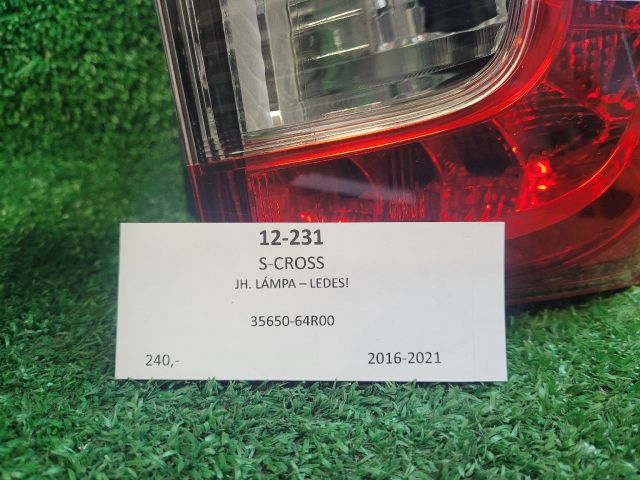 12-231
S-CROSS
JH. LÁMPA – LEDES!
35650-64R00
240,- 2016-2021